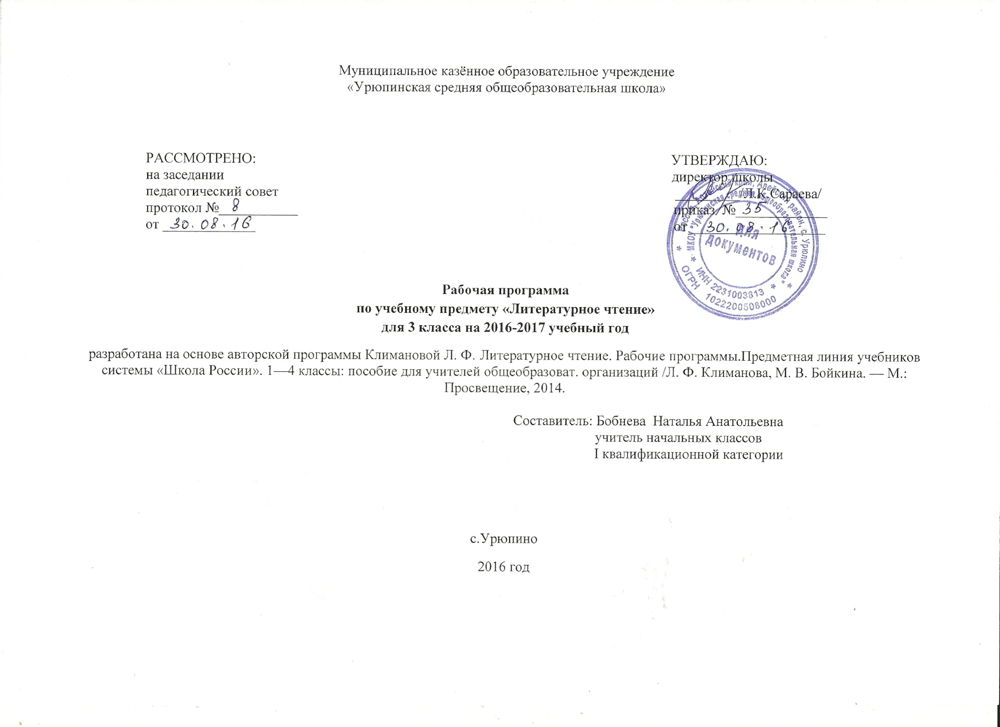 Муниципальное казённое образовательное учреждение
«Урюпинская средняя общеобразовательная школа»
РАССМОТРЕНО:
на заседании
педагогический совет
протокол № 8
от 30.08.16
УТВЕРЖДАЮ:
директор школы
/Л.К.Сараева/
приказ № 35
от 30.08.16
Алтайский край, Алейский район, с. Урюпино
МКОУ "Урюпинская средняя общеобразовательная школа"
Для
документов
ИНН 2231003813
ОГРН 1022200508000
Рабочая программа
по учебному предмету «Литературное чтение»
для 3 класса на 2016-2017 учебный год
разработана на основе авторской программы Климановой Л. Ф. Литературное чтение. Рабочие программы.Предметная линия учебников
системы «Школа России». 1—4 классы: пособие для учителей общеобразоват. организаций /Л. Ф. Климанова, М. В. Бойкина. — М.:
Просвещение, 2014.
Составитель: Бобнева Наталья Анатольевна
учитель начальных классов
I квалификационной категории
с.Урюпино
2016 год